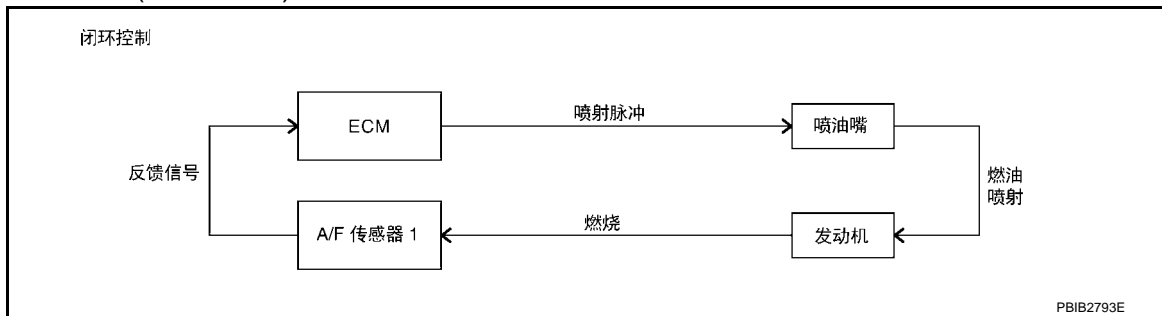 闭环控制
ECM
喷射脉冲
喷油嘴
反馈信号
燃油
喷射
A/F 传感器 1
燃烧
发动机
PBIB2793E